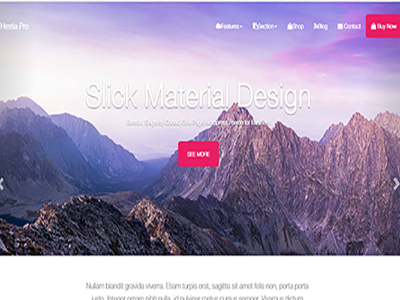 Hestia Pro
Features Section Shop Blog Contact Buy Now
Slick Material Design
SEE MORE
Nullam blandit gravida viverra. Etiam turpis erat, sagittis sit amet felis non, porta porta
justo. Integer ornare nibh nulla, id pulvinar metus cursus semper. Vivamus dictum